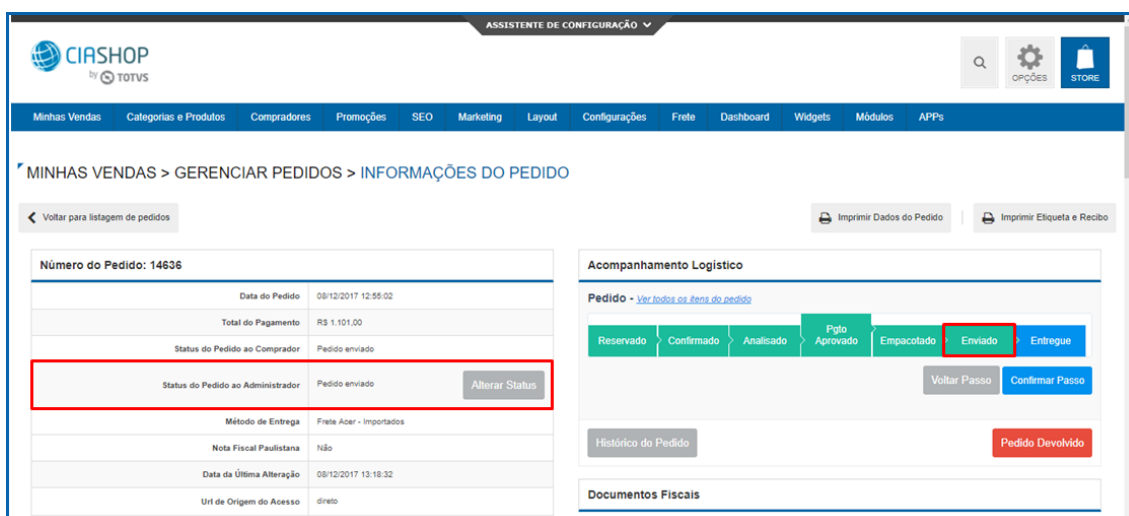 ASSISTENTE DE CONFIGURAÇÃO
CIASHOP
by TOTVS
OPÇÕES
STORE
Minhas Vendas Categorias e Produtos Compradores Promoções SEO Marketing Layout Configurações Frete Dashboard Widgets Módulos APPs
MINHAS VENDAS > GERENCIAR PEDIDOS > INFORMAÇÕES DO PEDIDO
Voltar para listagem de pedidos
Imprimir Dados do Pedido
Imprimir Etiqueta e Recibo
Número do Pedido: 14636
Data do Pedido 08/12/2017 12:55:02
Total do Pagamento R$ 1.101,00
Status do Pedido ao Comprador Pedido enviado
Status do Pedido ao Administrador Pedido enviado Alterar Status
Método de Entrega Frete Acer - Importados
Nota Fiscal Paulistana Não
Data da Última Alteração 08/12/2017 13:18:32
Url de Origem do Acesso direto
Acompanhamento Logístico
Pedido - Ver todos os itens do pedido
Reservado Confirmado Analisado Pgto Aprovado Empacotado Enviado Entregue
Voltar Passo Confirmar Passo
Histórico do Pedido Pedido Devolvido
Documentos Fiscais